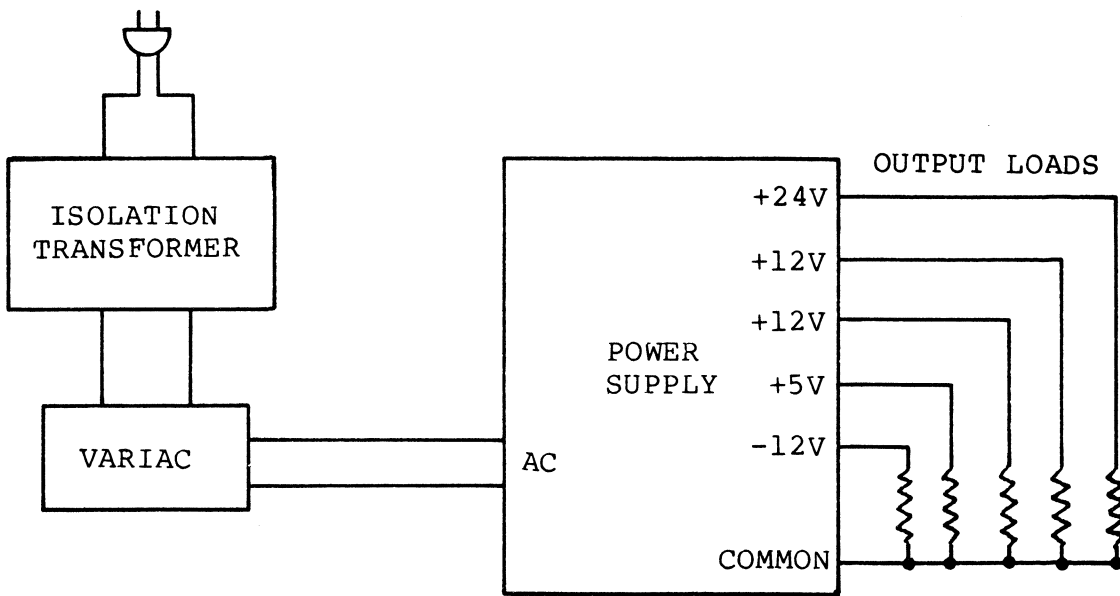 ISOLATION
TRANSFORMER
VARIAC
AC
POWER
SUPPLY
OUTPUT LOADS
+24V
+12V
+12V
+5V
-12V
COMMON